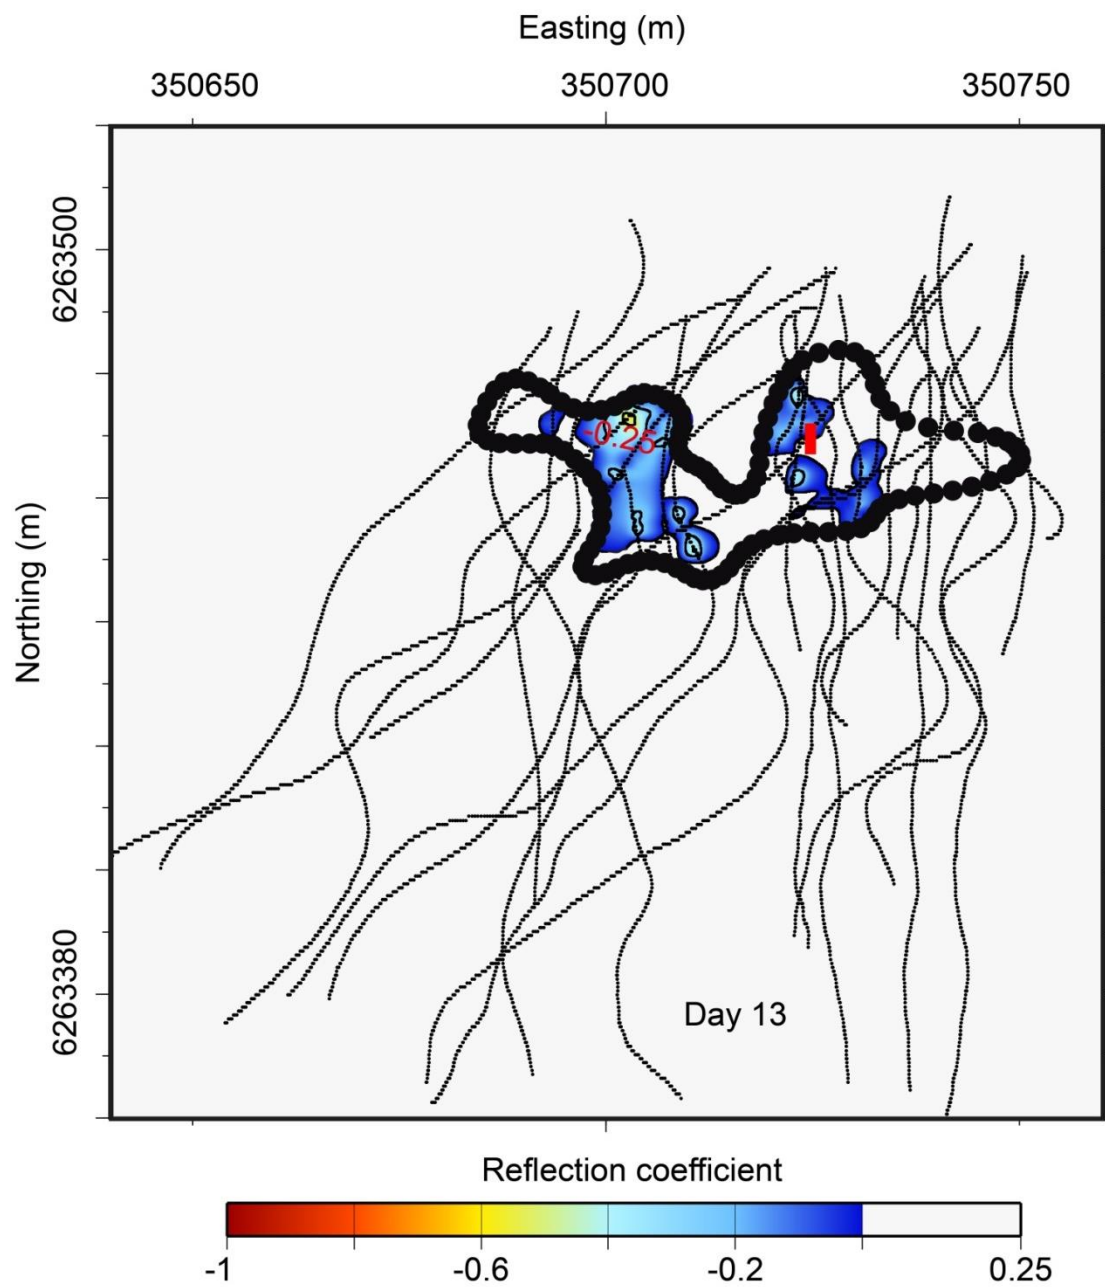 Easting (m)
350650 350700 350750
Northing (m)
6263500
6263380
-0.25
Day 13
Reflection coefficient
-1 -0.6 -0.2 0.25